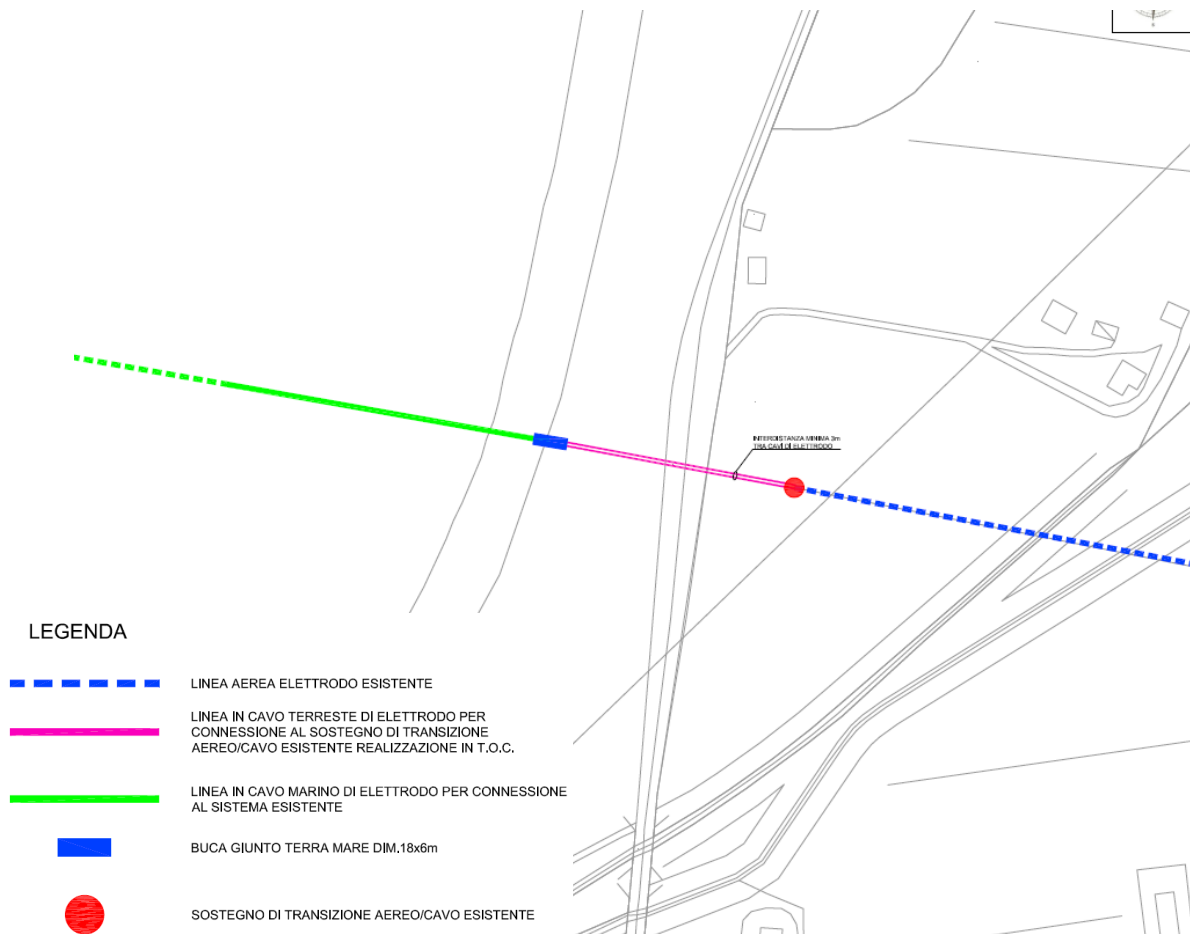 INTERDISTANZA MINIMA 3m
TRA CAVI DI ELETTRODO
LEGENDA
LINEA AEREA ELETTRODO ESISTENTE
LINEA IN CAVO TERRESTE DI ELETTRODO PER
CONNESSIONE AL SOSTEGNO DI TRANSIZIONE
AEREO/CAVO ESISTENTE REALIZZAZIONE IN T.O.C.
LINEA IN CAVO MARINO DI ELETTRODO PER CONNESSIONE
AL SISTEMA ESISTENTE
BUCA GIUNTO TERRA MARE DIM.18x6m
SOSTEGNO DI TRANSIZIONE AEREO/CAVO ESISTENTE